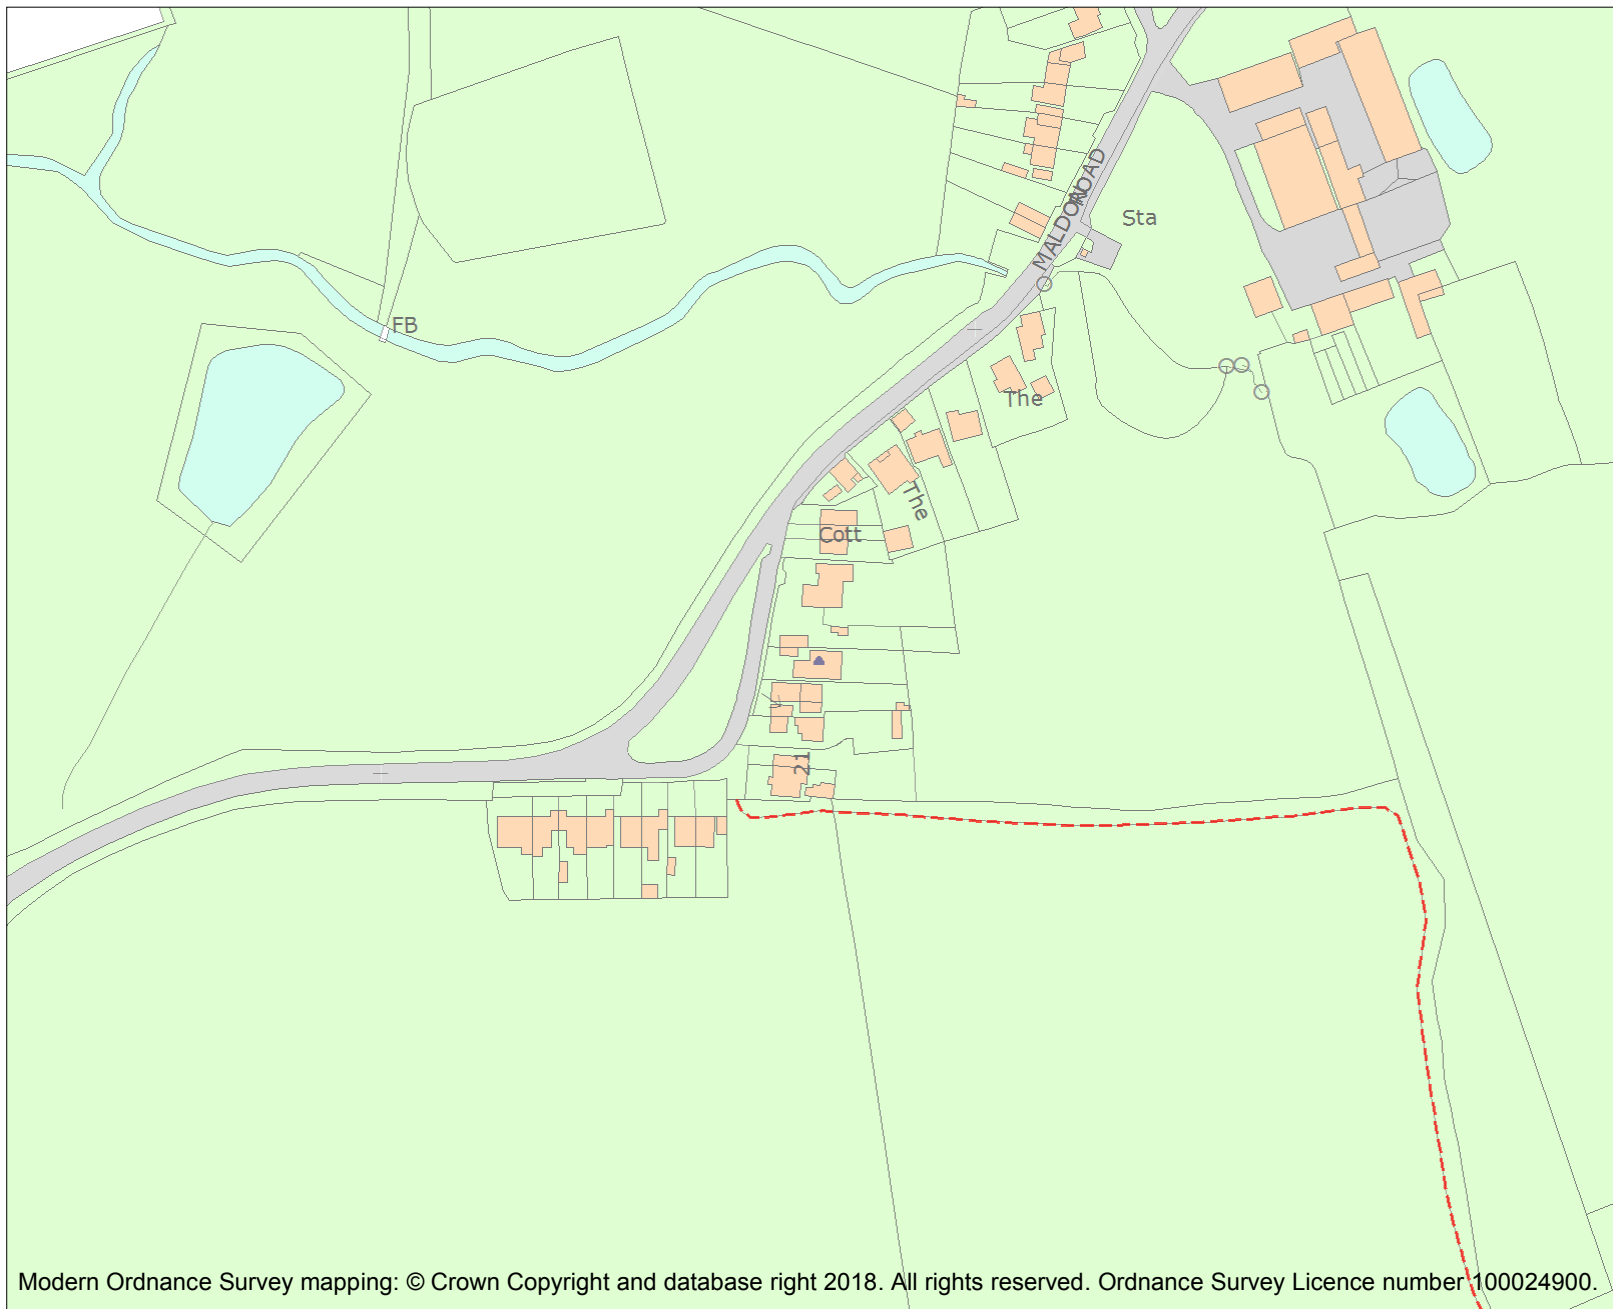 MALDON ROAD
Sta
FB
The
The
Cott
21
Modern Ordnance Survey mapping: © Crown Copyright and database right 2018. All rights reserved. Ordnance Survey Licence number 100024900.